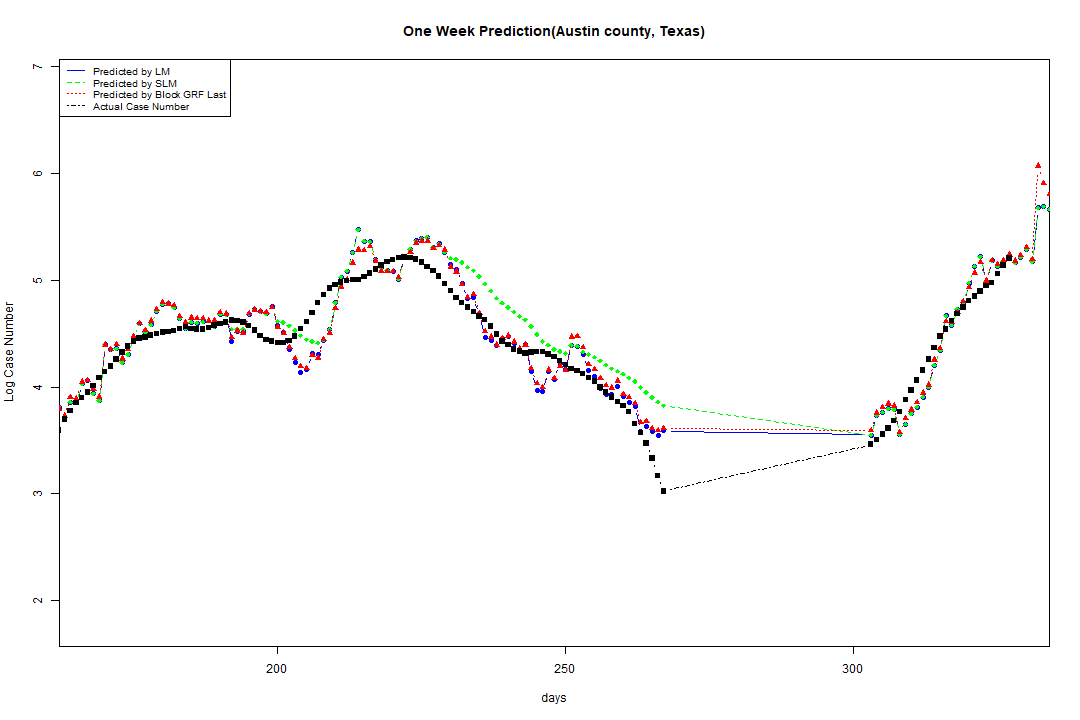 One Week Prediction(Austin county, Texas)
Predicted by LM
Predicted by SLM
Predicted by Block GRF Last
Actual Case Number
Log Case Number
7
6
5
4
3
2
200 250 300
days